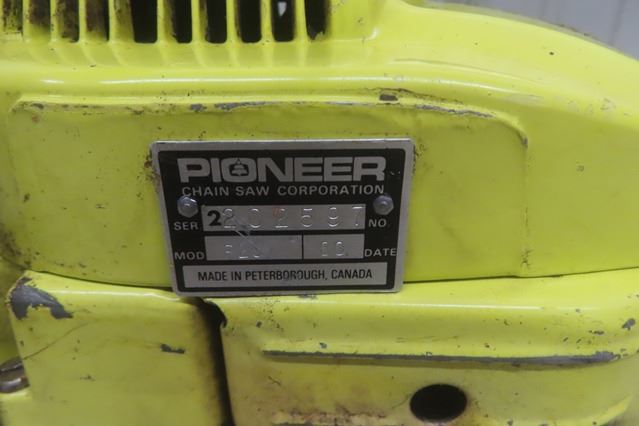 PIONEER
CHAIN SAW CORPORATION
SER 2202597 NO.
MOD DATE
MADE IN PETERBOROUGH, CANADA